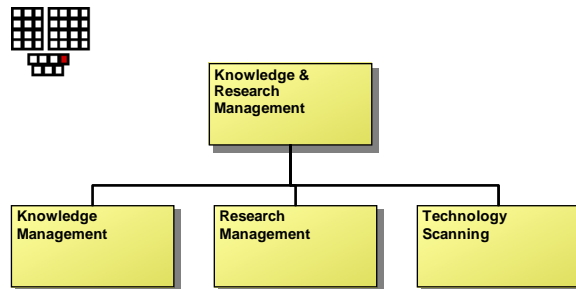 Knowledge &
Research
Management
Knowledge
Management
Research
Management
Technology
Scanning